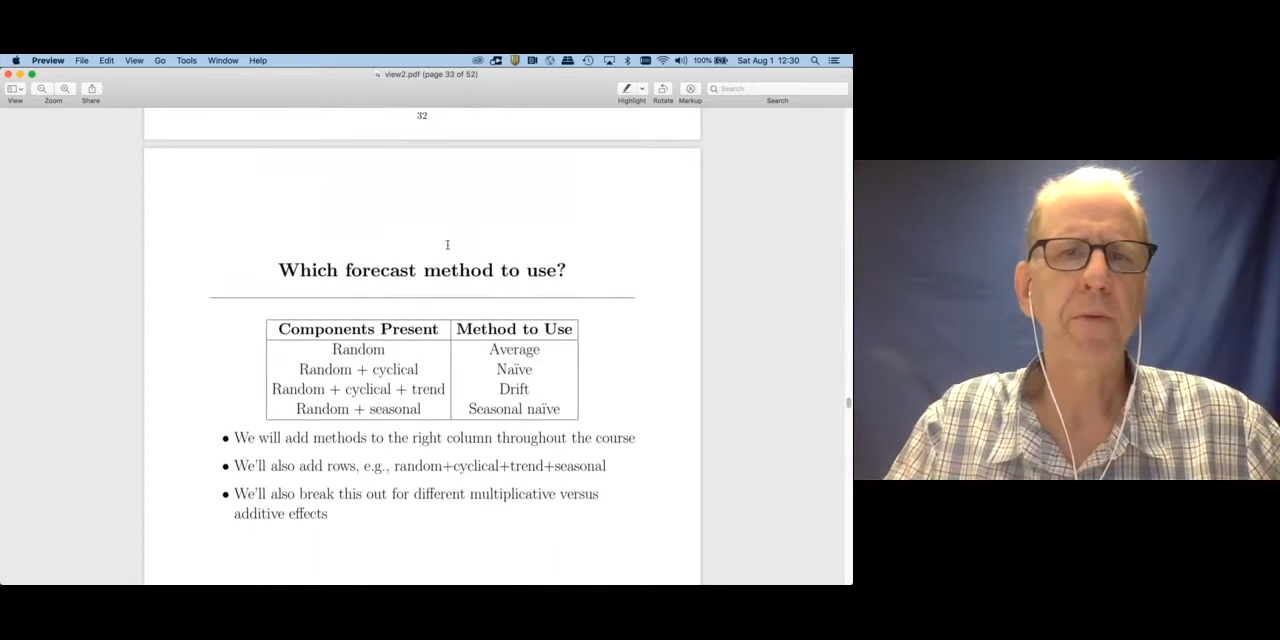 Preview File Edit View Go Tools Window Help 100% Sat Aug 1 12:30
view2.pdf (page 33 of 52)
Search
View Zoom Share Highlight Rotate Markup Search
32
Which forecast method to use?
Components Present Method to Use
Random Average
Random + cyclical Naïve
Random + cyclical + trend Drift
Random + seasonal Seasonal naïve
• We will add methods to the right column throughout the course
• We'll also add rows, e.g., random+cyclical+trend+seasonal
• We'll also break this out for different multiplicative versus
additive effects